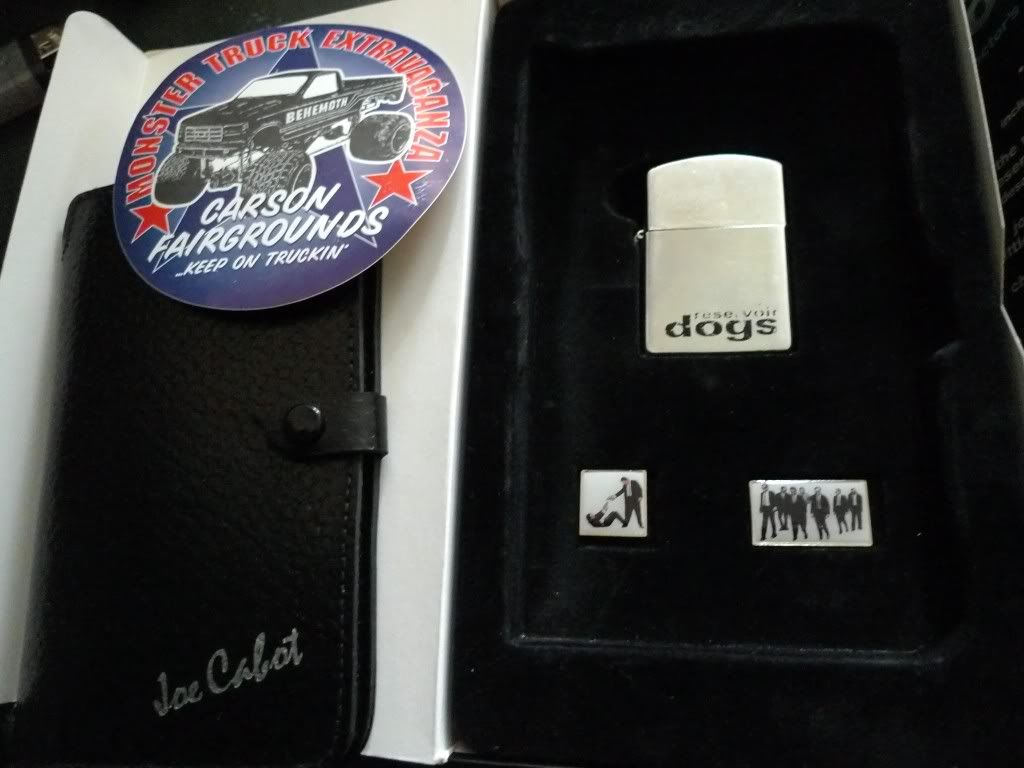 MONSTER TRUCK EXTRAVAGANZA
BEHEMOTH
CARSON
FAIRGROUNDS
...KEEP ON TRUCKIN'
Joe Cabot
reservoir
dogs